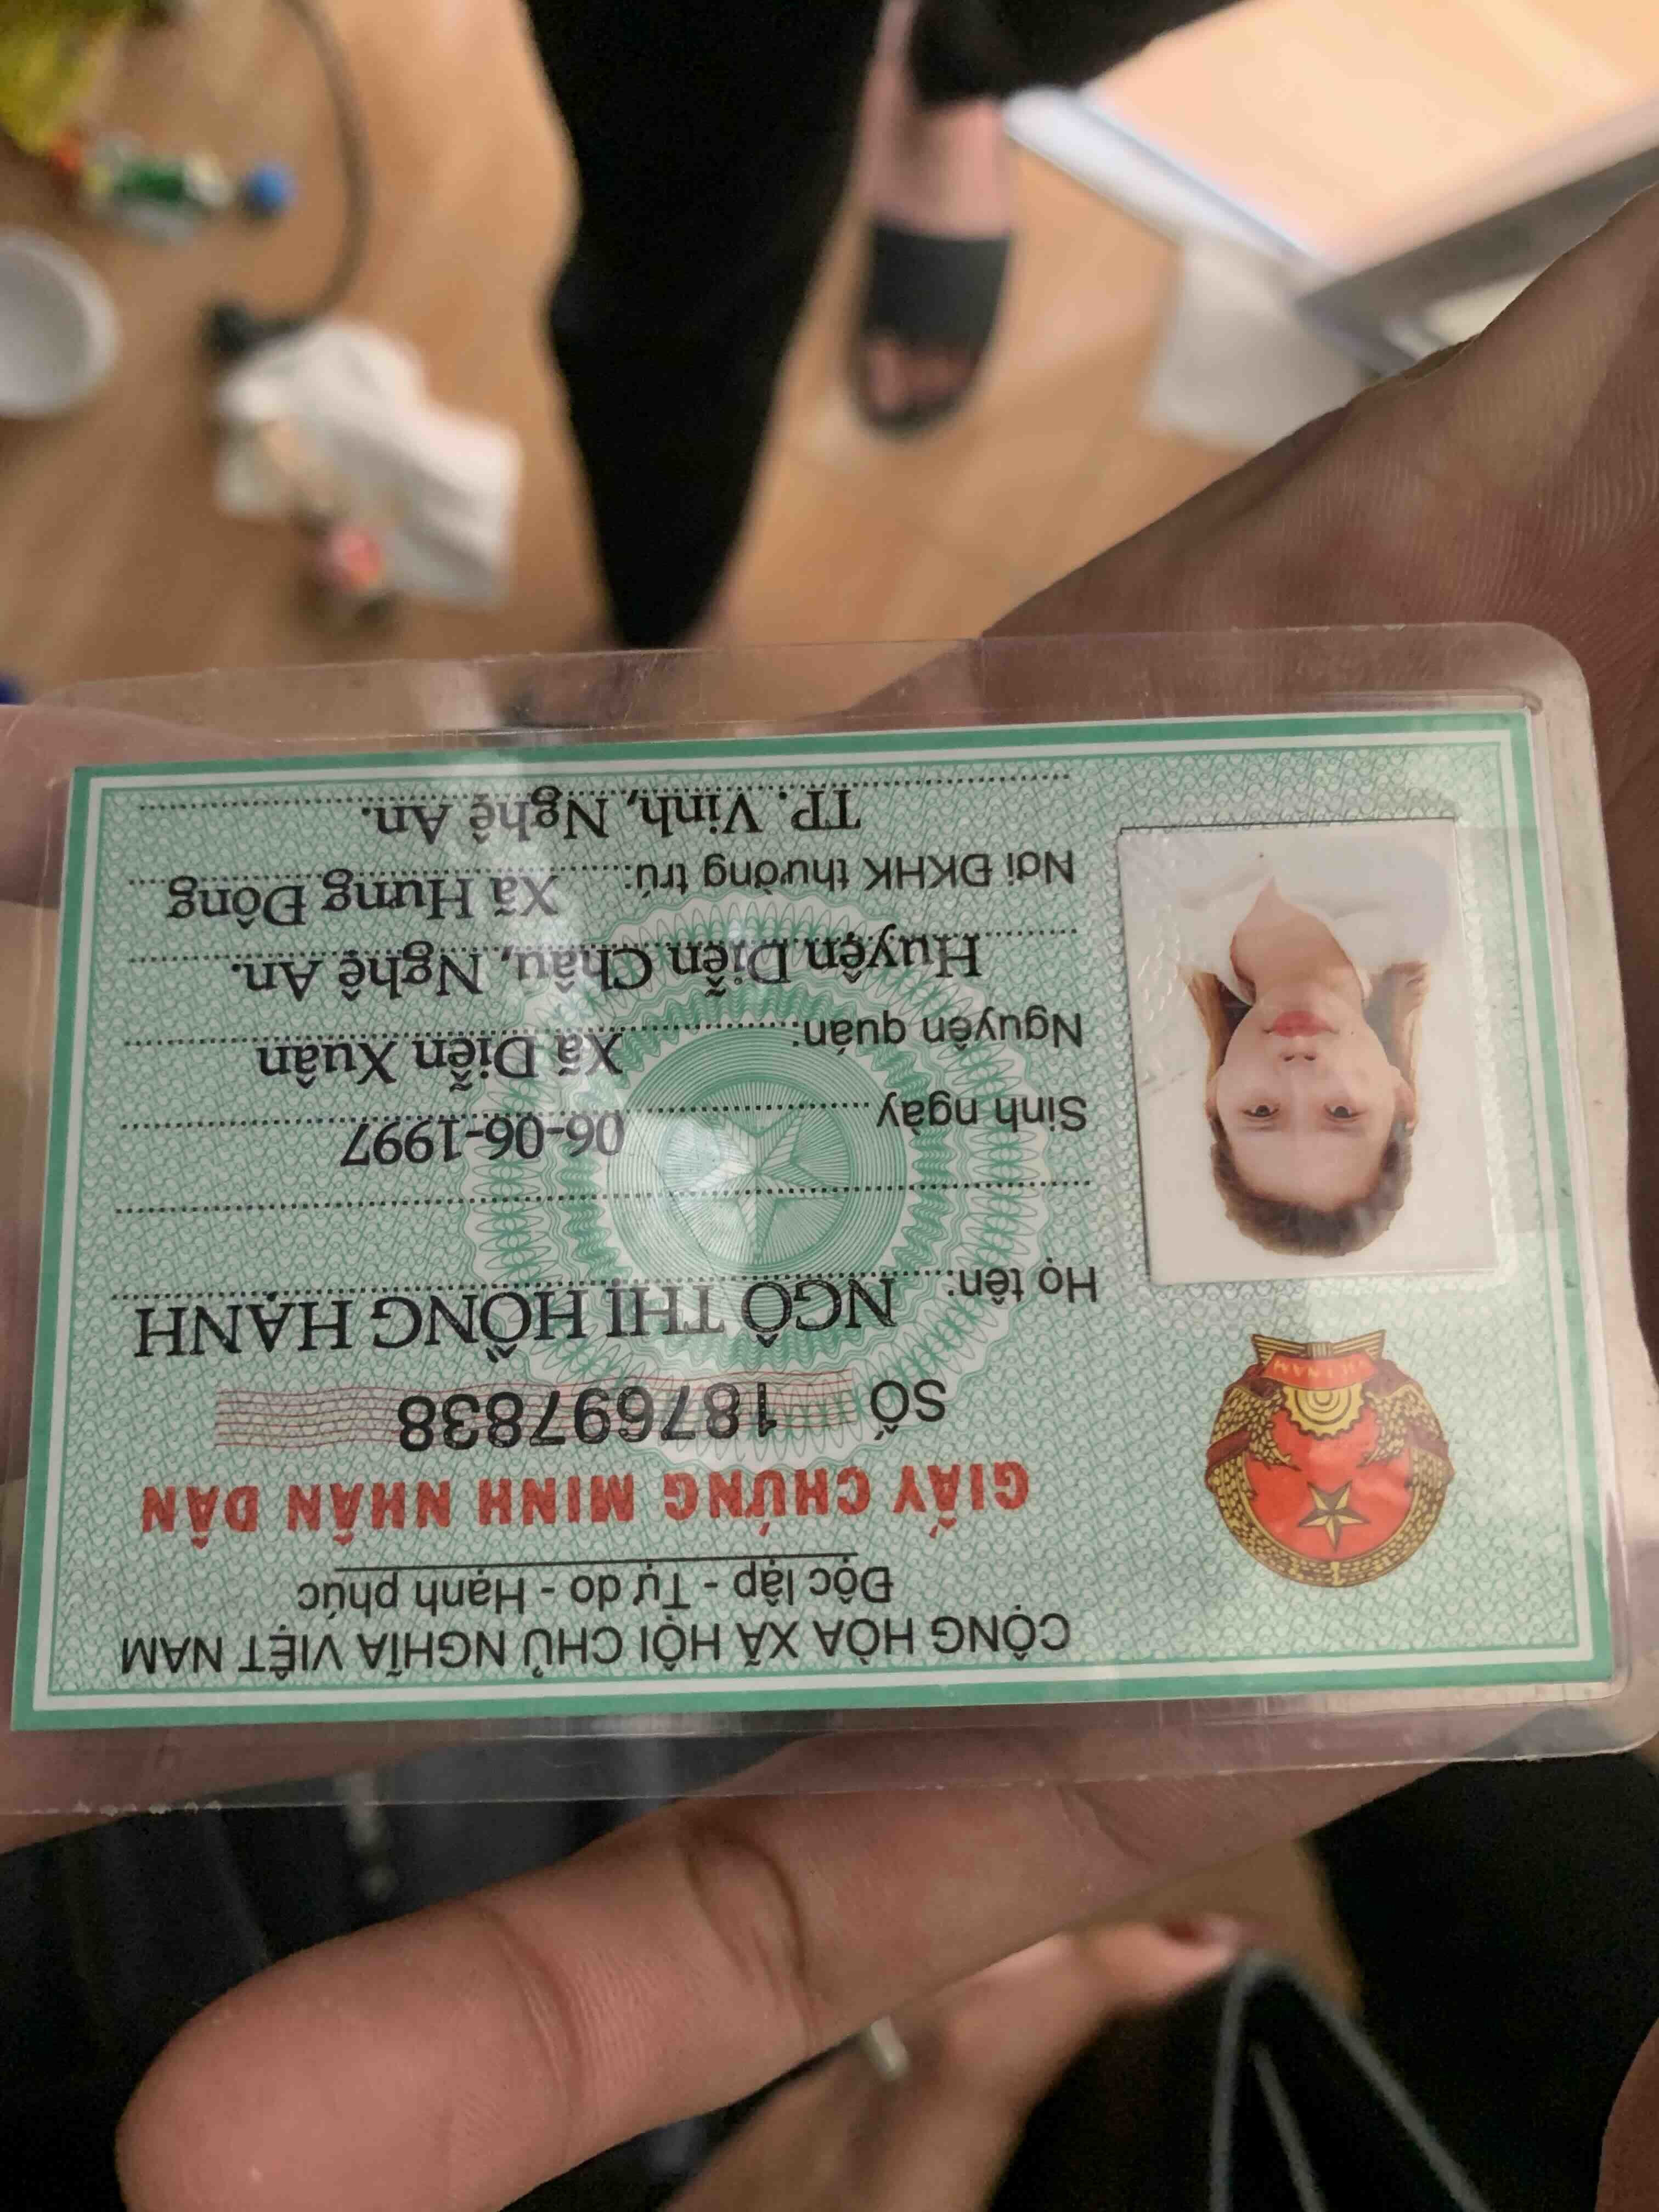 CỘNG HÒA XÃ HỘI CHỦ NGHĨA VIỆT NAM
Độc lập - Tự do - Hạnh phúc
GIẤY CHỨNG MINH NHÂN DÂN
SỐ 187697838
Họ tên: NGÔ THỊ HỒNG HẠNH
Sinh ngày 06-06-1997
Nguyên quán: Xã Diễn Xuân
Huyện Diễn Châu, Nghệ An.
Nơi ĐKHK thường trú: Xã Hưng Đông
TP. Vinh, Nghệ An.
VIỆT NAM